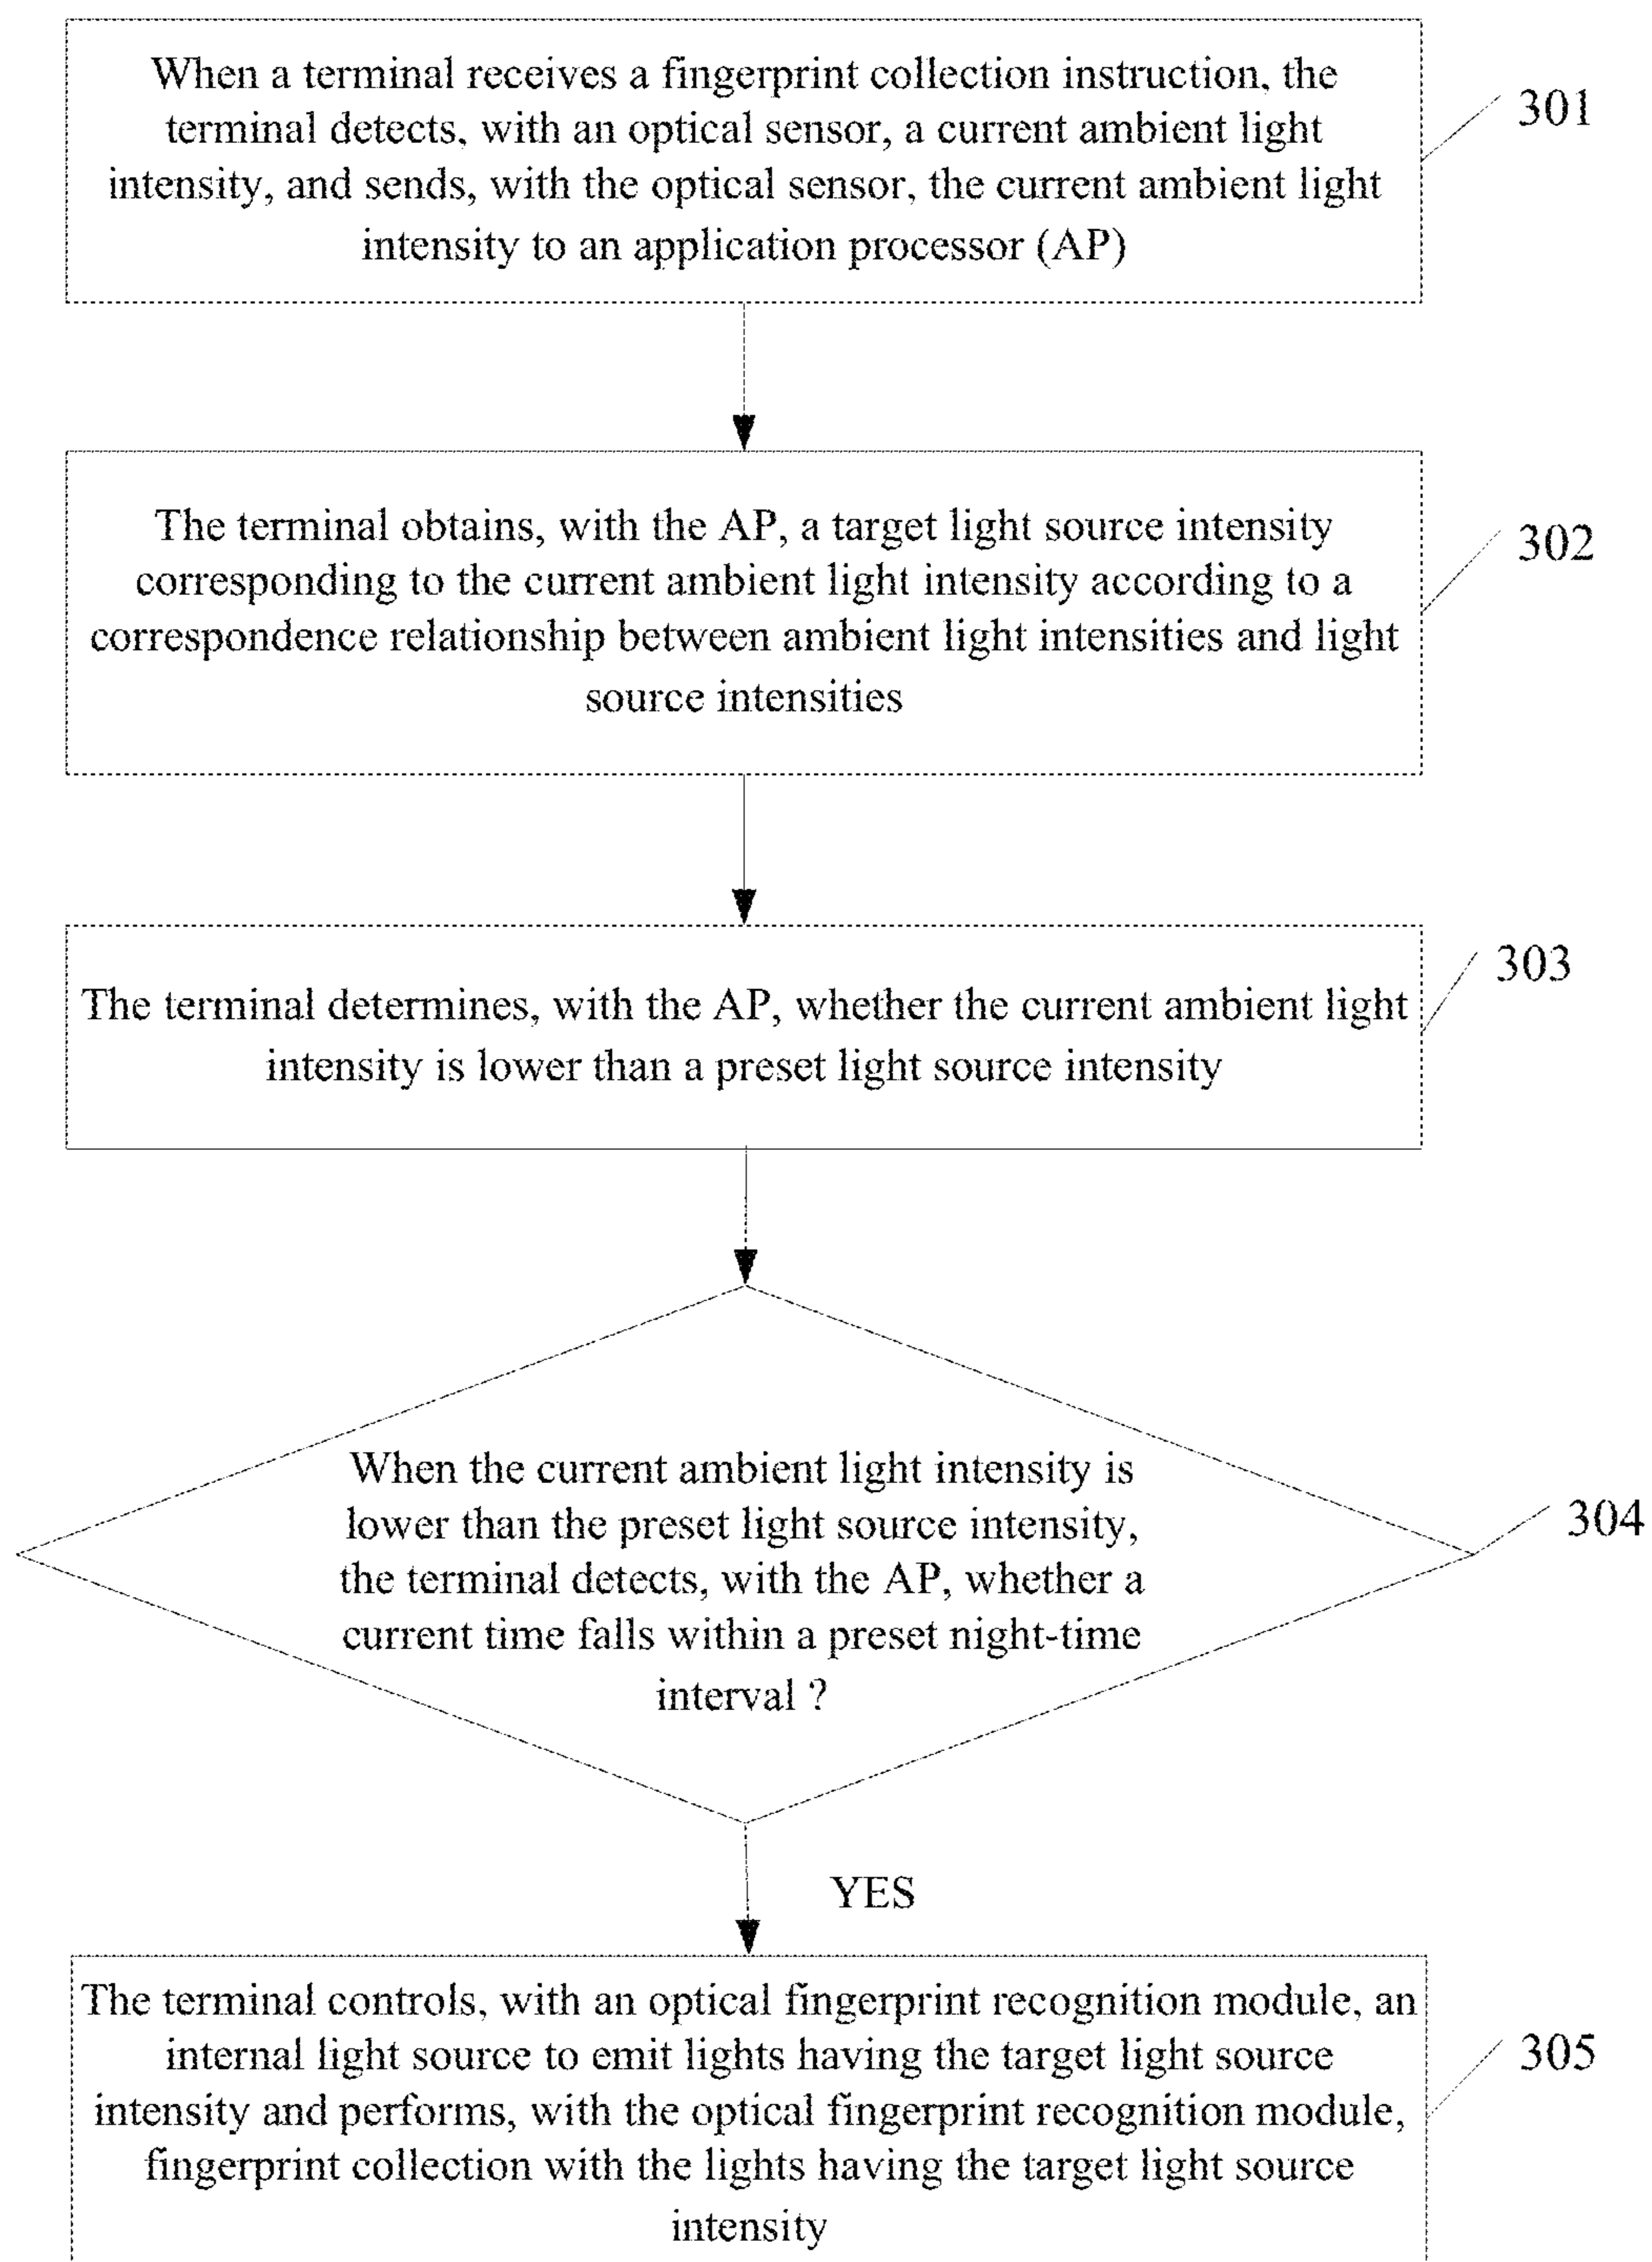 When a terminal receives a fingerprint collection instruction, the
terminal detects, with an optical sensor, a current ambient light
intensity, and sends, with the optical sensor, the current ambient light
intensity to an application processor (AP)
301
The terminal obtains, with the AP, a target light source intensity
corresponding to the current ambient light intensity according to a
correspondence relationship between ambient light intensities and light
source intensities
302
The terminal determines, with the AP, whether the current ambient light
intensity is lower than a preset light source intensity
303
When the current ambient light intensity is
lower than the preset light source intensity,
the terminal detects, with the AP, whether a
current time falls within a preset night-time
interval ?
304
YES
The terminal controls, with an optical fingerprint recognition module, an
internal light source to emit lights having the target light source
intensity and performs, with the optical fingerprint recognition module,
fingerprint collection with the lights having the target light source
intensity
305